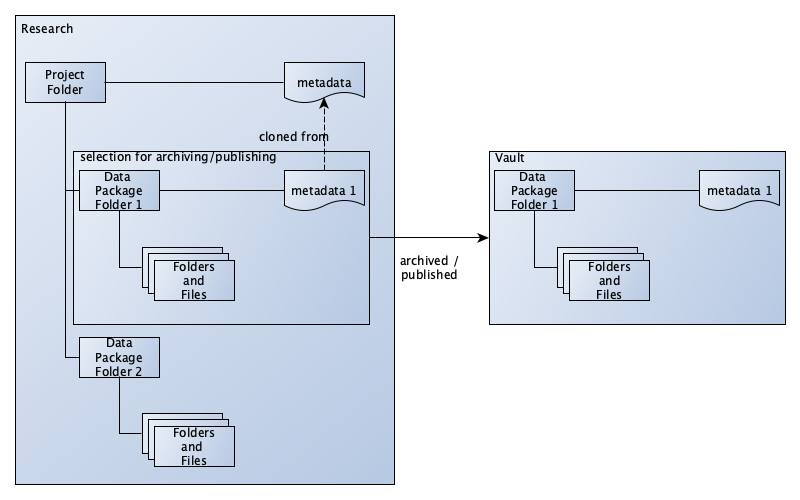 Research
Project
Folder
metadata
cloned from
selection for archiving/publishing
Data
Package
Folder 1
metadata 1
Folders
and
Files
Data
Package
Folder 2
Folders
and
Files
archived /
published
Vault
Data
Package
Folder 1
metadata 1
Folders
and
Files